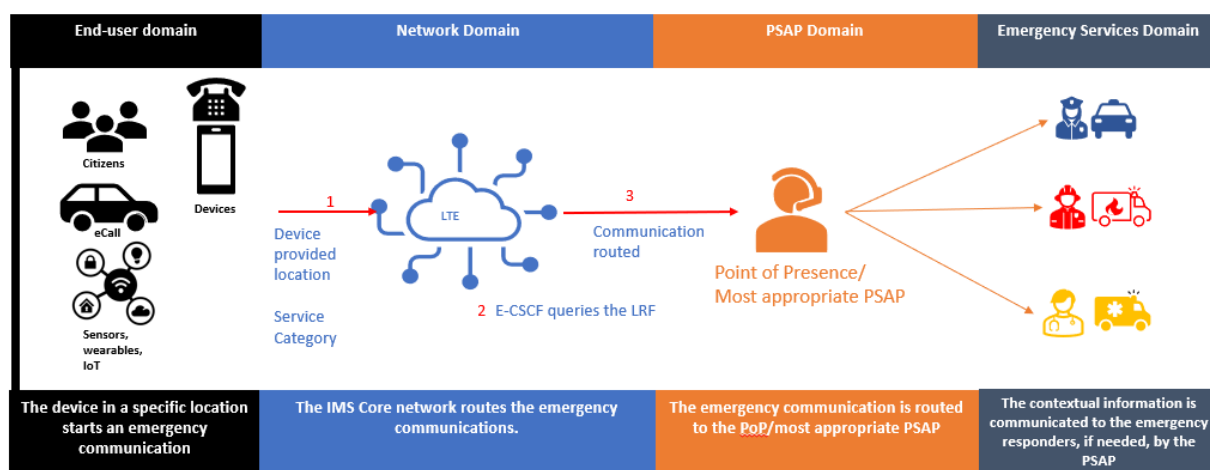 End-user domain
Network Domain
PSAP Domain
Emergency Services Domain
Citizens
Devices
eCall
Sensors,
wearables,
IoT
1
Device
provided
location
Service
Category
LTE
2 E-CSCF queries the LRF
3
Communication
routed
Point of Presence/
Most appropriate PSAP
The device in a specific location
starts an emergency
communication
The IMS Core network routes the emergency
communications.
The emergency communication is routed
to the PoP/most appropriate PSAP
The contextual information is
communicated to the emergency
responders, if needed, by the
PSAP